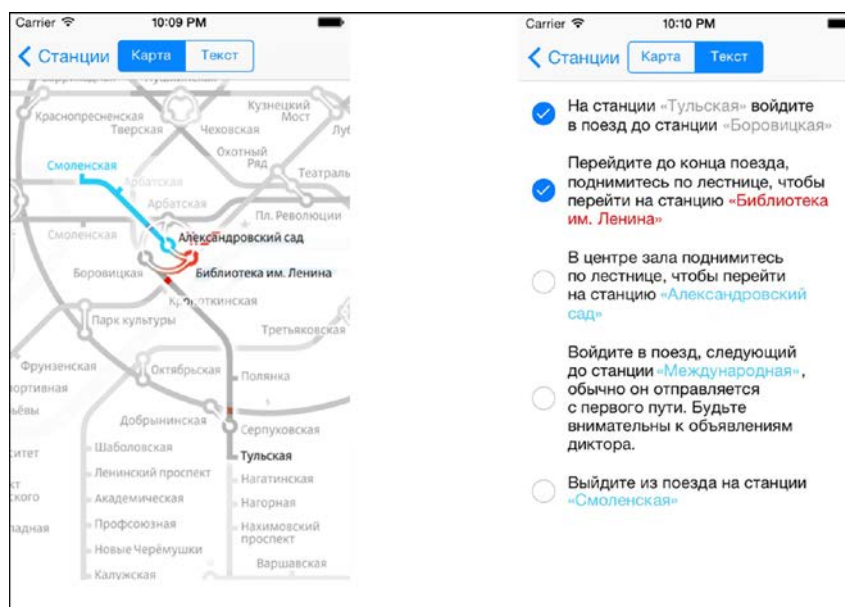 Carrier 10:09 PM
Станции Карта Текст
Краснопресненская
Кузнецкий
Мост
Тверская
Чеховская
Охотный
Ряд
Смоленская
Арбатская
Арбатская
Пл. Революции
Смоленская
Александровский сад
Боровицкая
Библиотека им. Ленина
Кропоткинская
Парк культуры
Третьяковская
Фрунзенская
Октябрьская
Полянка
Добрынинская
Серпуховская
Шаболовская
Тульская
Ленинский проспект
Нагатинская
Академическая
Нагорная
Профсоюзная
Нахимовский
проспект
Новые Черёмушки
Варшавская
Калужская
Carrier 10:10 PM
Станции Карта Текст
На станции «Тульская» войдите
в поезд до станции «Боровицкая»
Перейдите до конца поезда,
поднимитесь по лестнице, чтобы
перейти на станцию «Библиотека
им. Ленина»
В центре зала поднимитесь
по лестнице, чтобы перейти
на станцию «Александровский
сад»
Войдите в поезд, следующий
до станции «Международная»,
обычно он отправляется
с первого пути. Будьте
внимательны к объявлениям
диктора.
Выйдите из поезда на станции
«Смоленская»